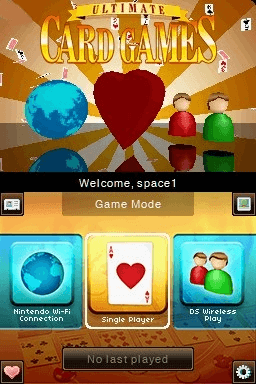 ULTIMATE
CARD GAMES
Welcome, space1
Game Mode
A
Nintendo Wi-Fi
Connection
Single Player
DS Wireless
Play
No last played